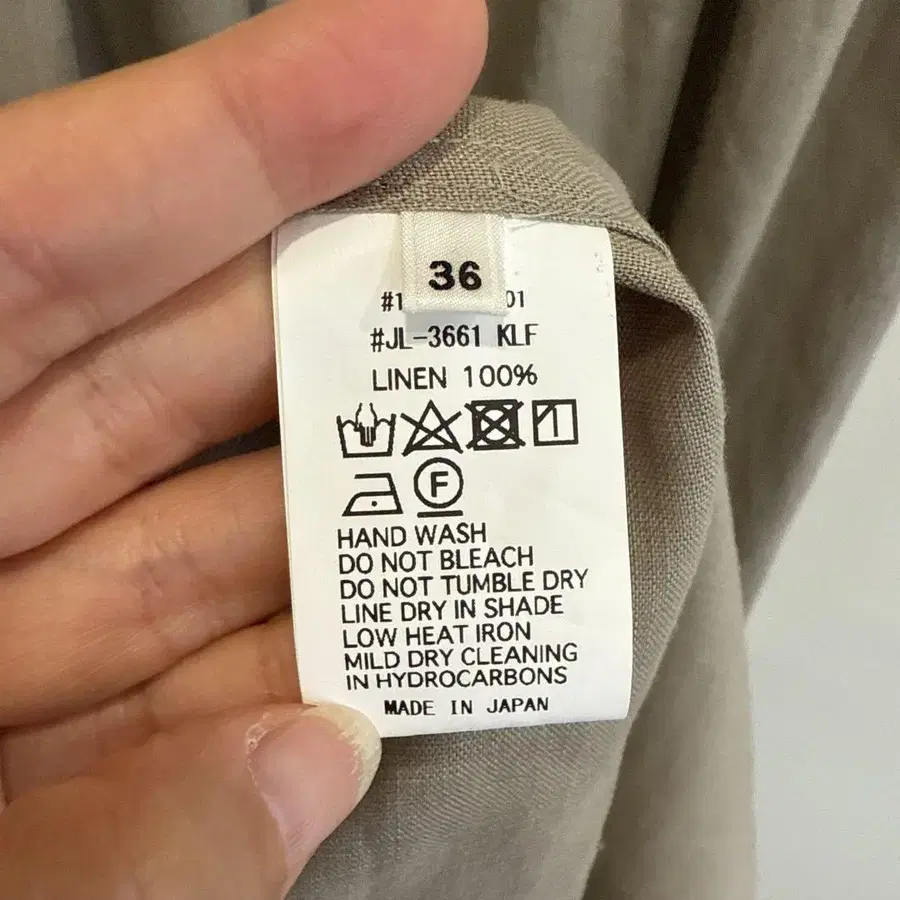 36
#JL-3661 KLF
LINEN 100%
F
HAND WASH
DO NOT BLEACH
DO NOT TUMBLE DRY
LINE DRY IN SHADE
LOW HEAT IRON
MILD DRY CLEANING
IN HYDROCARBONS
MADE IN JAPAN